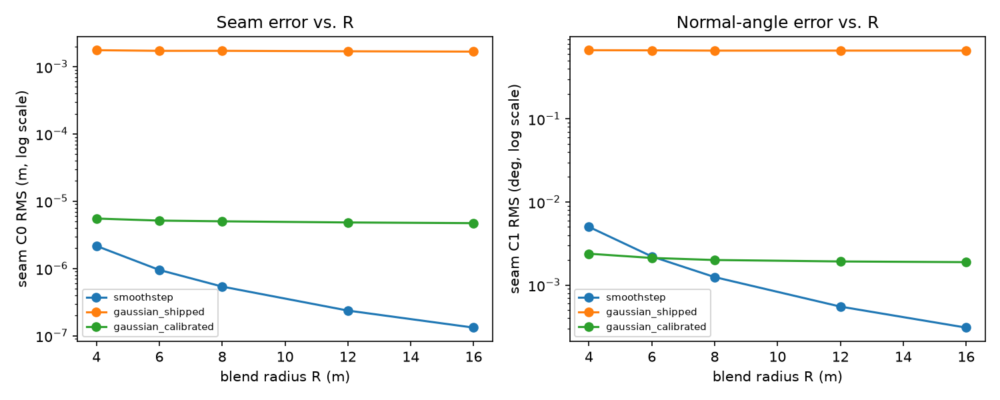 Seam error vs. R
seam C0 RMS (m, log scale)
10⁻³
10⁻⁴
10⁻⁵
10⁻⁶
10⁻⁷
smoothstep
gaussian_shipped
gaussian_calibrated
4 6 8 10 12 14 16
blend radius R (m)
Normal-angle error vs. R
seam C1 RMS (deg, log scale)
10⁻¹
10⁻²
10⁻³
smoothstep
gaussian_shipped
gaussian_calibrated
4 6 8 10 12 14 16
blend radius R (m)